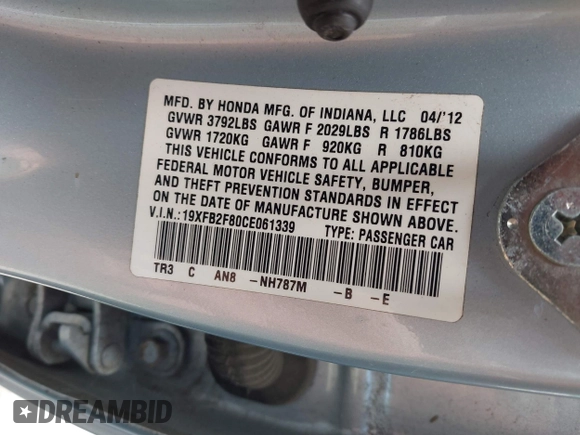 MFD. BY HONDA MFG. OF INDIANA, LLC 04/'12
GVWR 3792LBS GAWR F 2029LBS R 1786LBS
GVWR 1720KG GAWR F 920KG R 810KG
THIS VEHICLE CONFORMS TO ALL APPLICABLE
FEDERAL MOTOR VEHICLE SAFETY, BUMPER,
AND THEFT PREVENTION STANDARDS IN EFFECT
ON THE DATE OF MANUFACTURE SHOWN ABOVE.
V.I.N.:19XFB2F80CE061339 TYPE: PASSENGER CAR
TR3 C AN8 -NH787M -B -E
DREAMBID